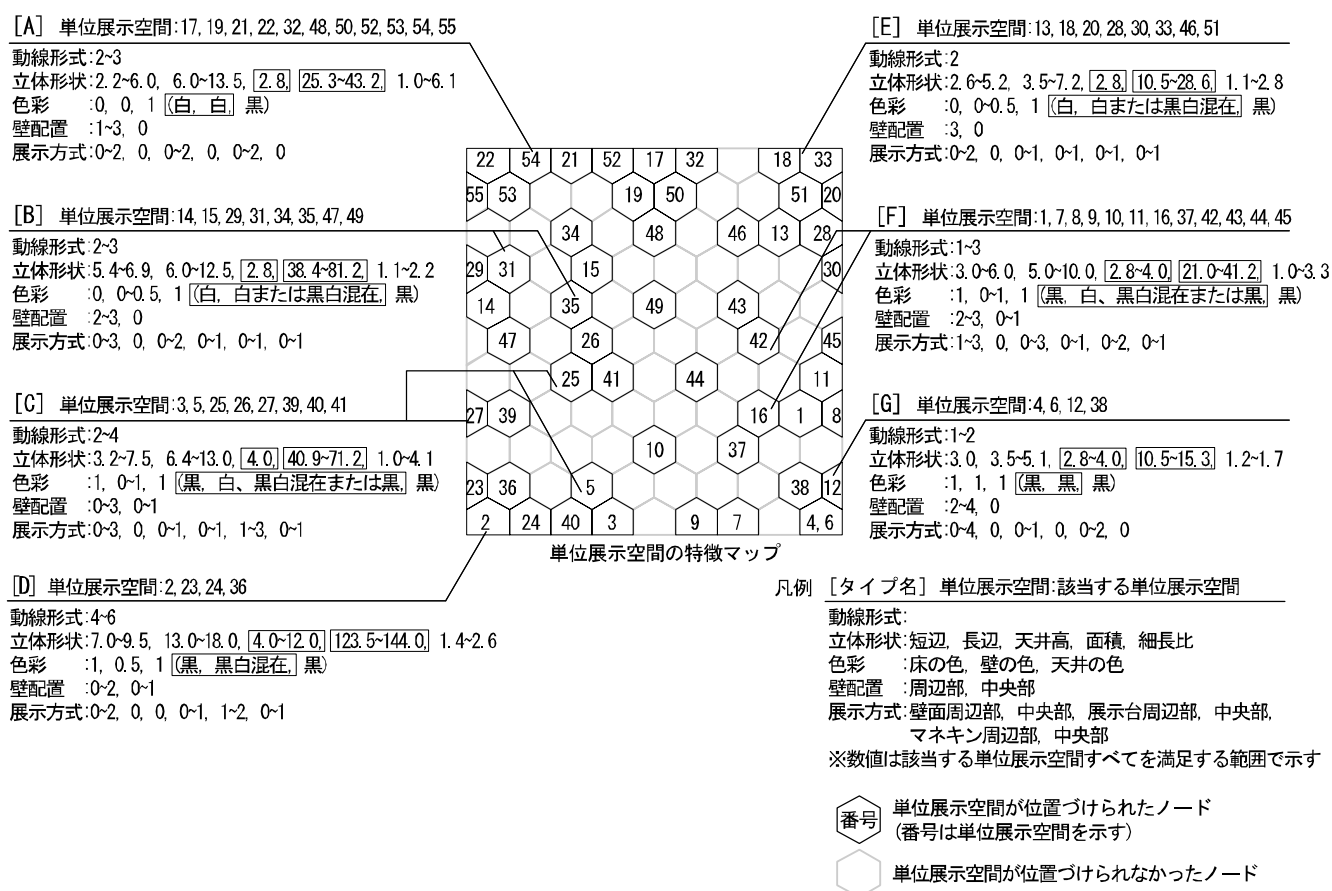 [A] 単位展示空間:17, 19, 21, 22, 32, 48, 50, 52, 53, 54, 55
動線形式:2~3
立体形状:2.2~6.0, 6.0~13.5, 2.8, 25.3~43.2, 1.0~6.1
色彩 :0, 0, 1 (白, 白, 黒)
壁配置 :1~3, 0
展示方式:0~2, 0, 0~2, 0, 0~2, 0
[B] 単位展示空間:14, 15, 29, 31, 34, 35, 47, 49
動線形式:2~3
立体形状:5.4~6.9, 6.0~12.5, 2.8, 38.4~81.2, 1.1~2.2
色彩 :0, 0~0.5, 1 (白, 白または黒白混在, 黒)
壁配置 :2~3, 0
展示方式:0~3, 0, 0~2, 0~1, 0~1, 0~1
[C] 単位展示空間:3, 5, 25, 26, 27, 39, 40, 41
動線形式:2~4
立体形状:3.2~7.5, 6.4~13.0, 4.0, 40.9~71.2, 1.0~4.1
色彩 :1, 0~1, 1 (黒, 白、黒白混在または黒, 黒)
壁配置 :0~3, 0~1
展示方式:0~3, 0, 0~1, 0~1, 1~3, 0~1
[D] 単位展示空間:2, 23, 24, 36
動線形式:4~6
立体形状:7.0~9.5, 13.0~18.0, 4.0~12.0, 123.5~144.0, 1.4~2.6
色彩 :1, 0.5, 1 (黒, 黒白混在, 黒)
壁配置 :0~2, 0~1
展示方式:0~2, 0, 0, 0~1, 1~2, 0~1
22 54 21 52 17 32 18 33
55 53 19 50 51 20
34 48 46 13 28
29 31 15 30
14 35 49 43
47 26 42 45
25 41 44 11
27 39 16 1 8
10 37
23 36 5 38 12
2 24 40 3 9 7 4, 6
単位展示空間の特徴マップ
[E] 単位展示空間:13, 18, 20, 28, 30, 33, 46, 51
動線形式:2
立体形状:2.6~5.2, 3.5~7.2, 2.8, 10.5~28.6, 1.1~2.8
色彩 :0, 0~0.5, 1 (白, 白または黒白混在, 黒)
壁配置 :3, 0
展示方式:0~2, 0, 0~1, 0~1, 0~1, 0~1
[F] 単位展示空間:1, 7, 8, 9, 10, 11, 16, 37, 42, 43, 44, 45
動線形式:1~3
立体形状:3.0~6.0, 5.0~10.0, 2.8~4.0, 21.0~41.2, 1.0~3.3
色彩 :1, 0~1, 1 (黒, 白、黒白混在または黒, 黒)
壁配置 :2~3, 0~1
展示方式:1~3, 0, 0~3, 0~1, 0~2, 0~1
[G] 単位展示空間:4, 6, 12, 38
動線形式:1~2
立体形状:3.0, 3.5~5.1, 2.8~4.0, 10.5~15.3, 1.2~1.7
色彩 :1, 1, 1 (黒, 黒, 黒)
壁配置 :2~4, 0
展示方式:0~4, 0, 0~1, 0, 0~2, 0
凡例 [タイプ名] 単位展示空間:該当する単位展示空間
動線形式:
立体形状:短辺, 長辺, 天井高, 面積, 細長比
色彩 :床の色, 壁の色, 天井の色
壁配置 :周辺部, 中央部
展示方式:壁面周辺部, 中央部, 展示台周辺部, 中央部,
マネキン周辺部, 中央部
※数値は該当する単位展示空間すべてを満足する範囲で示す
番号 単位展示空間が位置づけられたノード
(番号は単位展示空間を示す)
単位展示空間が位置づけられなかったノード